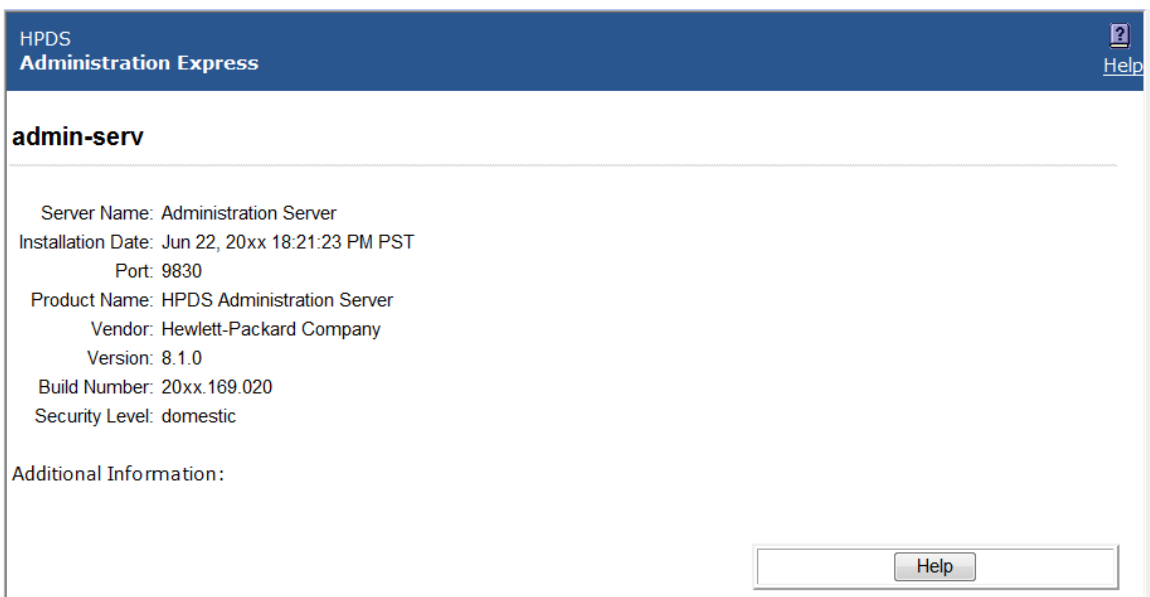 HPDS
Administration Express
?
Help
admin-serv
Server Name: Administration Server
Installation Date: Jun 22, 20xx 18:21:23 PM PST
Port: 9830
Product Name: HPDS Administration Server
Vendor: Hewlett-Packard Company
Version: 8.1.0
Build Number: 20xx.169.020
Security Level: domestic
Additional Information:
Help